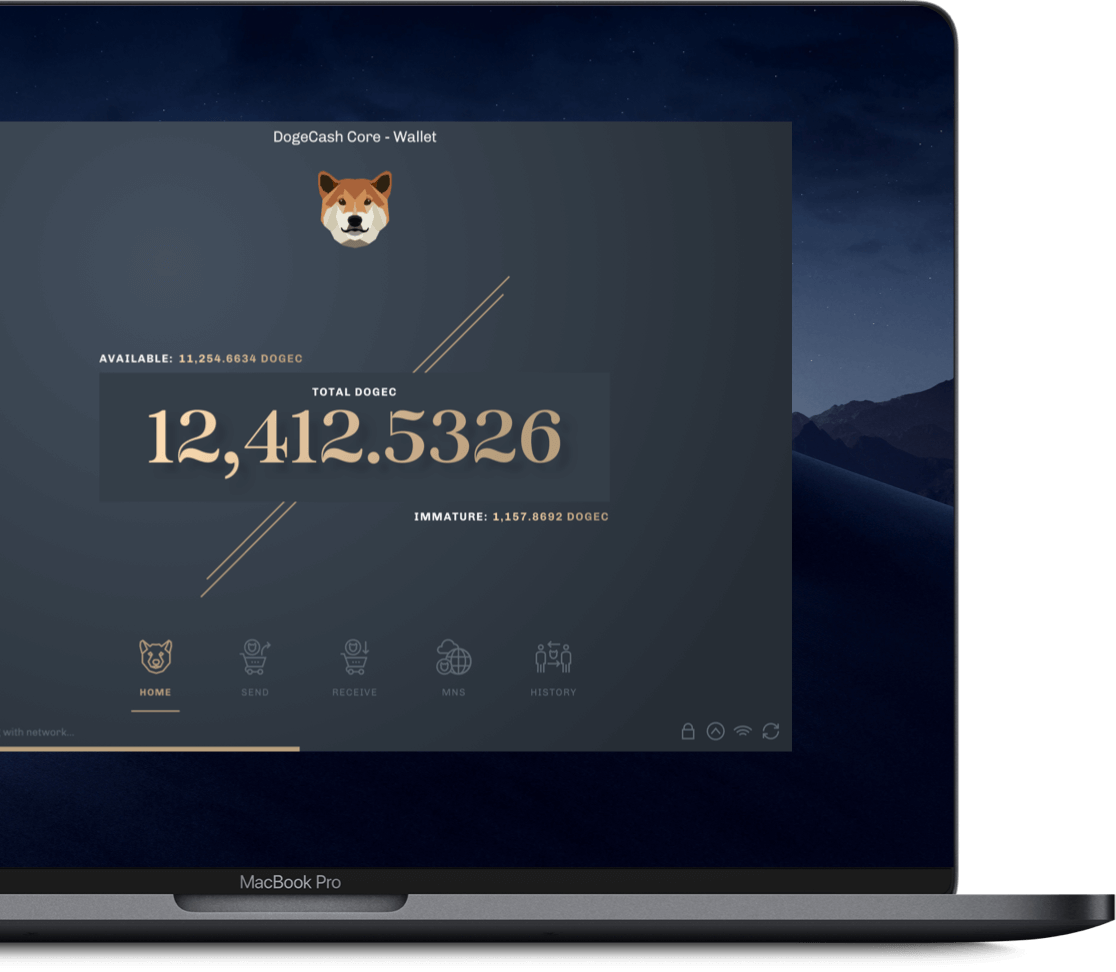 DogeCash Core - Wallet
AVAILABLE: 11,254.6634 DOGEC
TOTAL DOGEC
12,412.5326
IMMATURE: 1,157.8692 DOGEC
HOME
SEND
RECEIVE
MNS
HISTORY
with network...
MacBook Pro